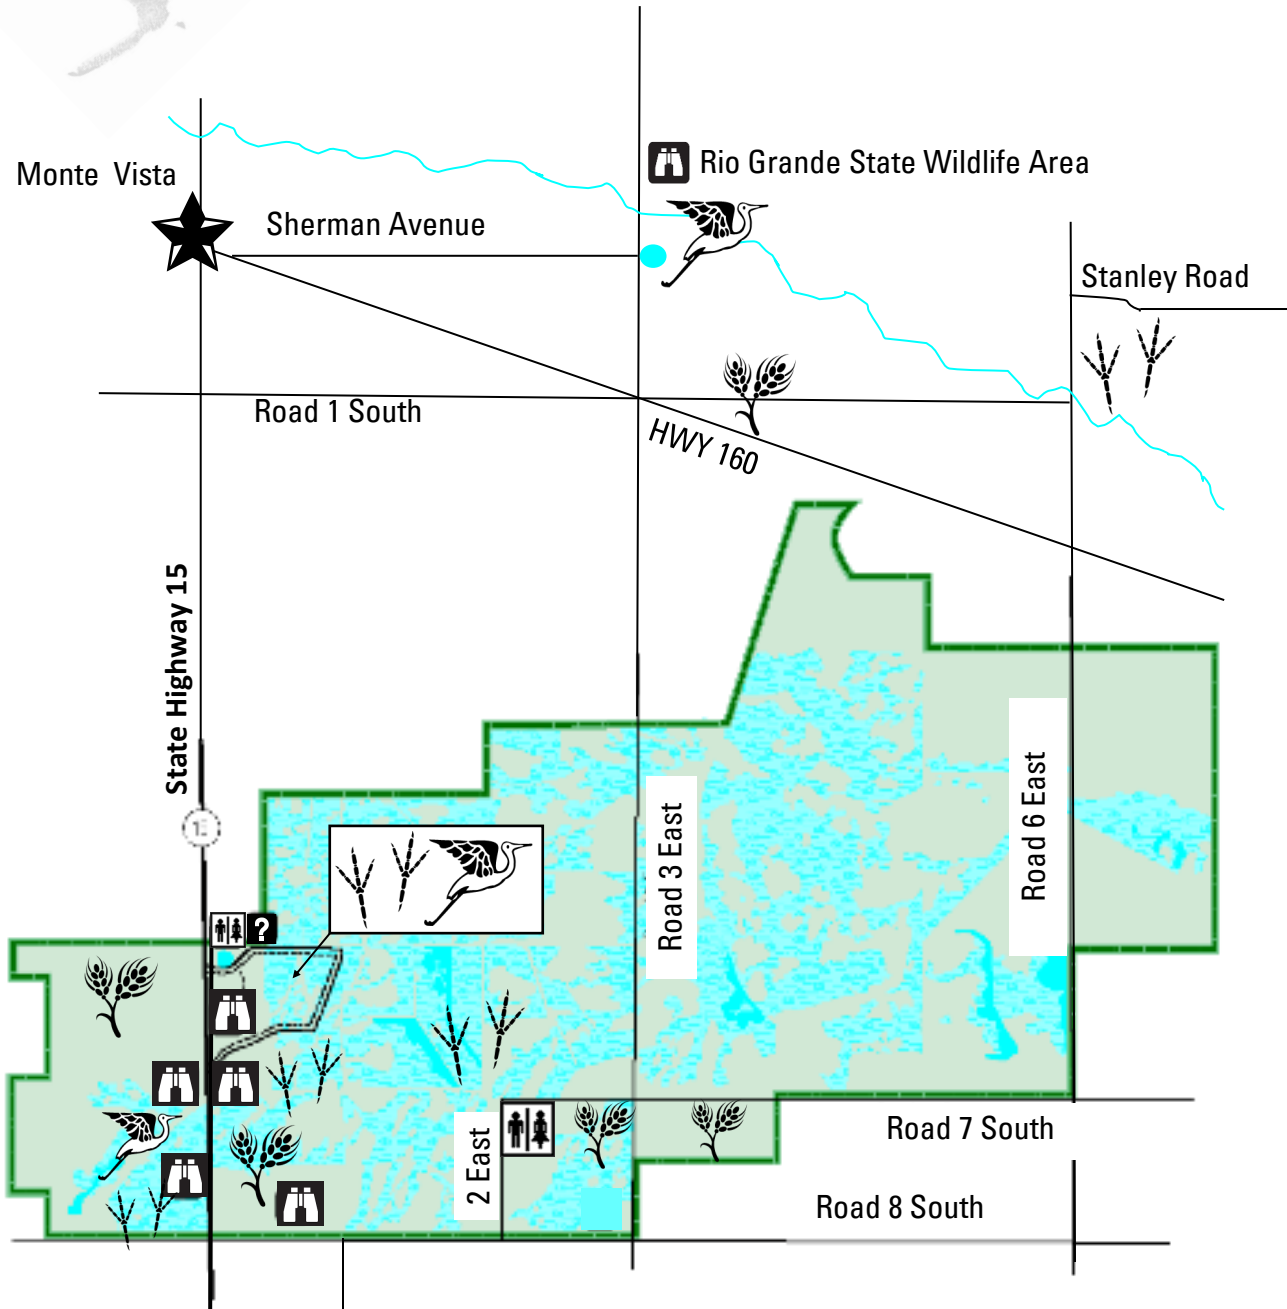 Rio Grande State Wildlife Area
Monte Vista
Sherman Avenue
Stanley Road
Road 1 South
HWY 160
State Highway 15
Road 6 East
Road 3 East
?
Road 7 South
2 East
Road 8 South